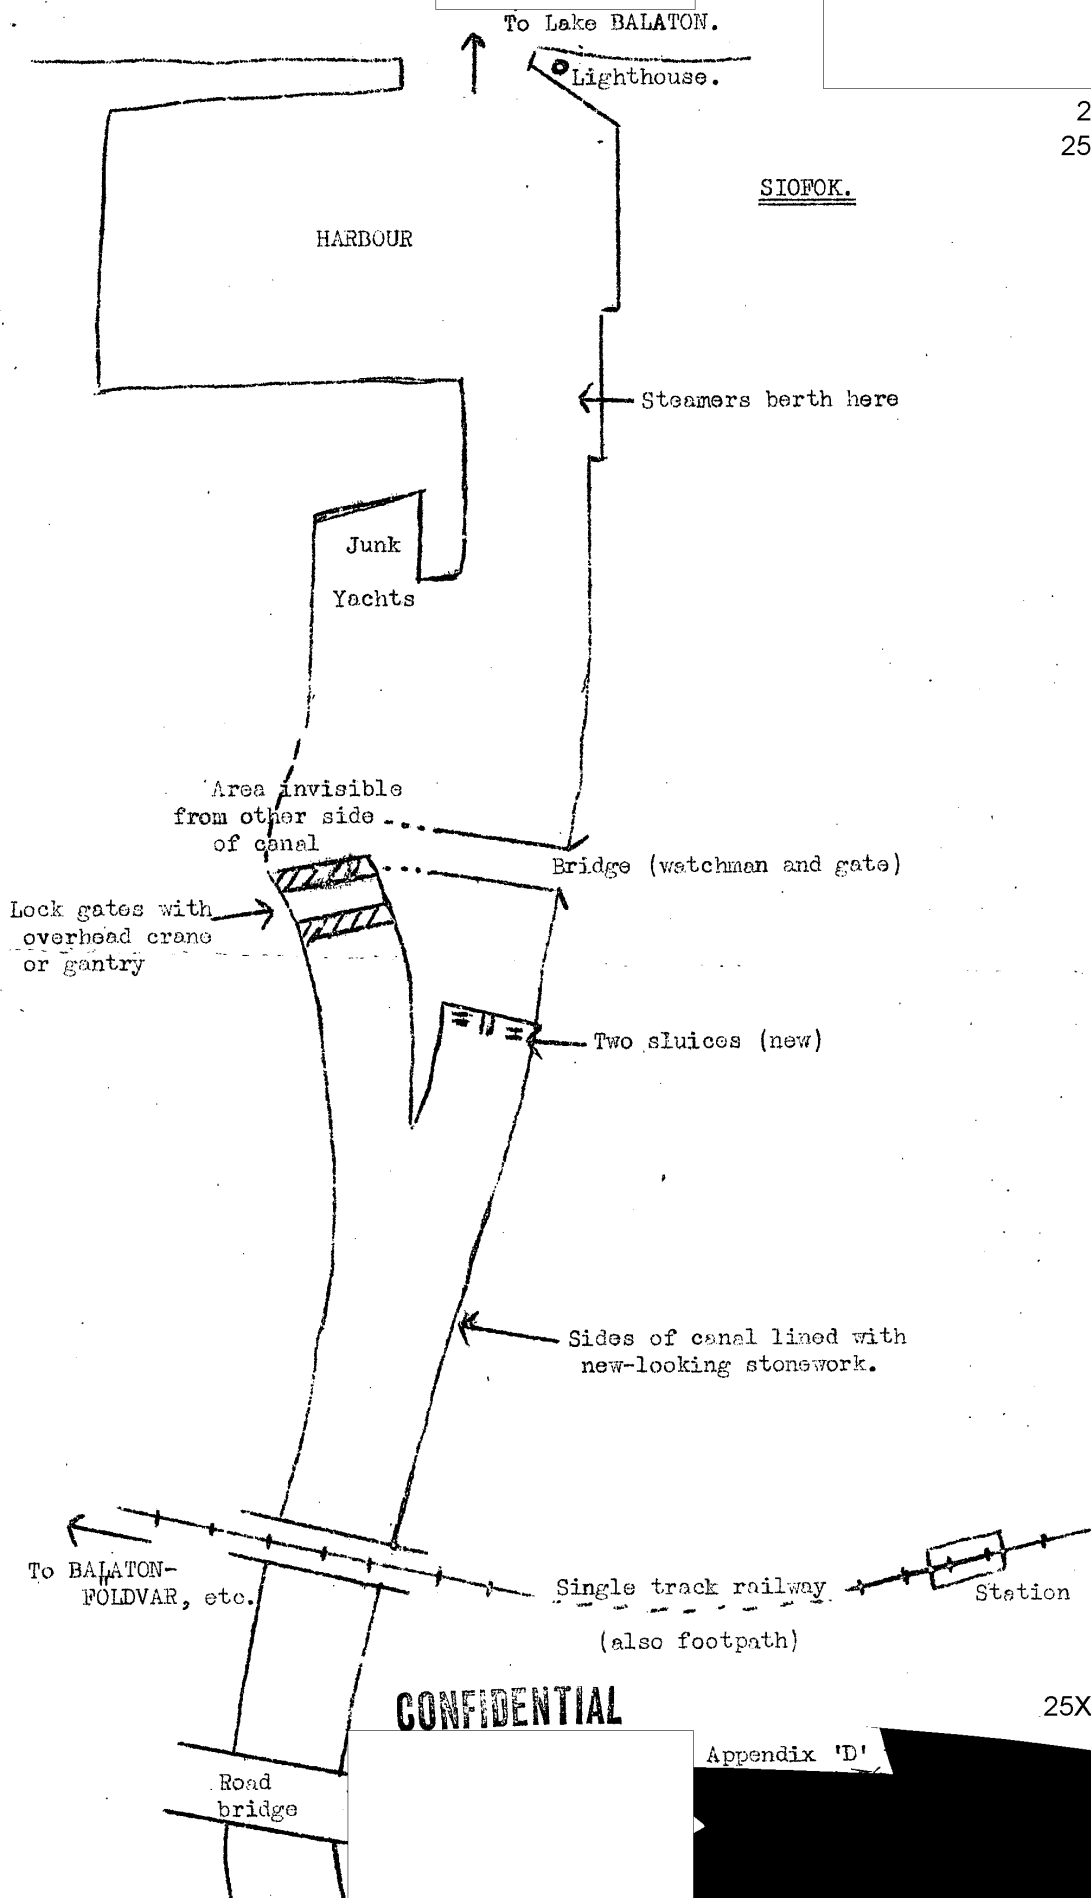 To Lake BALATON.
Lighthouse.
2
25
SIOFOK.
HARBOUR
Steamers berth here
Junk
Yachts
Area invisible
from other side
of canal
Bridge (watchman and gate)
Lock gates with
overhead crane
or gantry
Two sluices (new)
Sides of canal lined with
new-looking stonework.
To BALATON-
FÖLDVAR, etc.
Single track railway
Station
(also footpath)
CONFIDENTIAL
25X
Appendix 'D'
Road
bridge